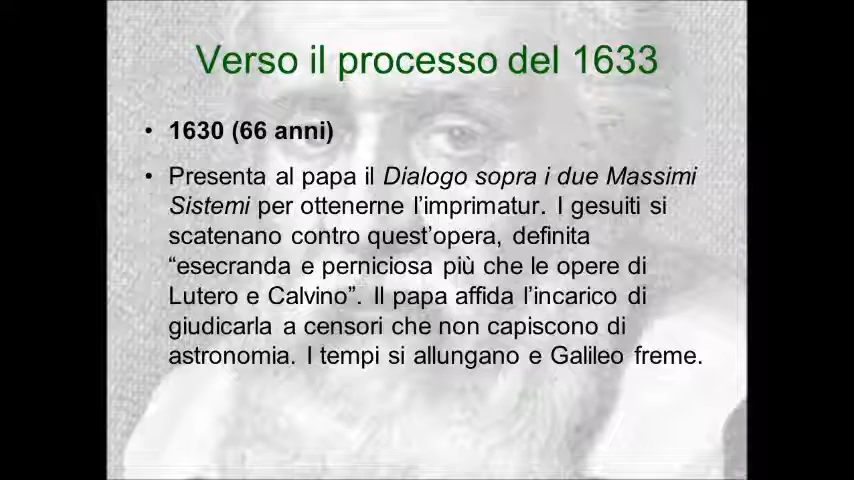 Verso il processo del 1633
• 1630 (66 anni)
• Presenta al papa il Dialogo sopra i due Massimi
Sistemi per ottenerne l’imprimatur. I gesuiti si
scatenano contro quest’opera, definita
“esecranda e perniciosa più che le opere di
Lutero e Calvino”. Il papa affida l’incarico di
giudicarla a censori che non capiscono di
astronomia. I tempi si allungano e Galileo freme.